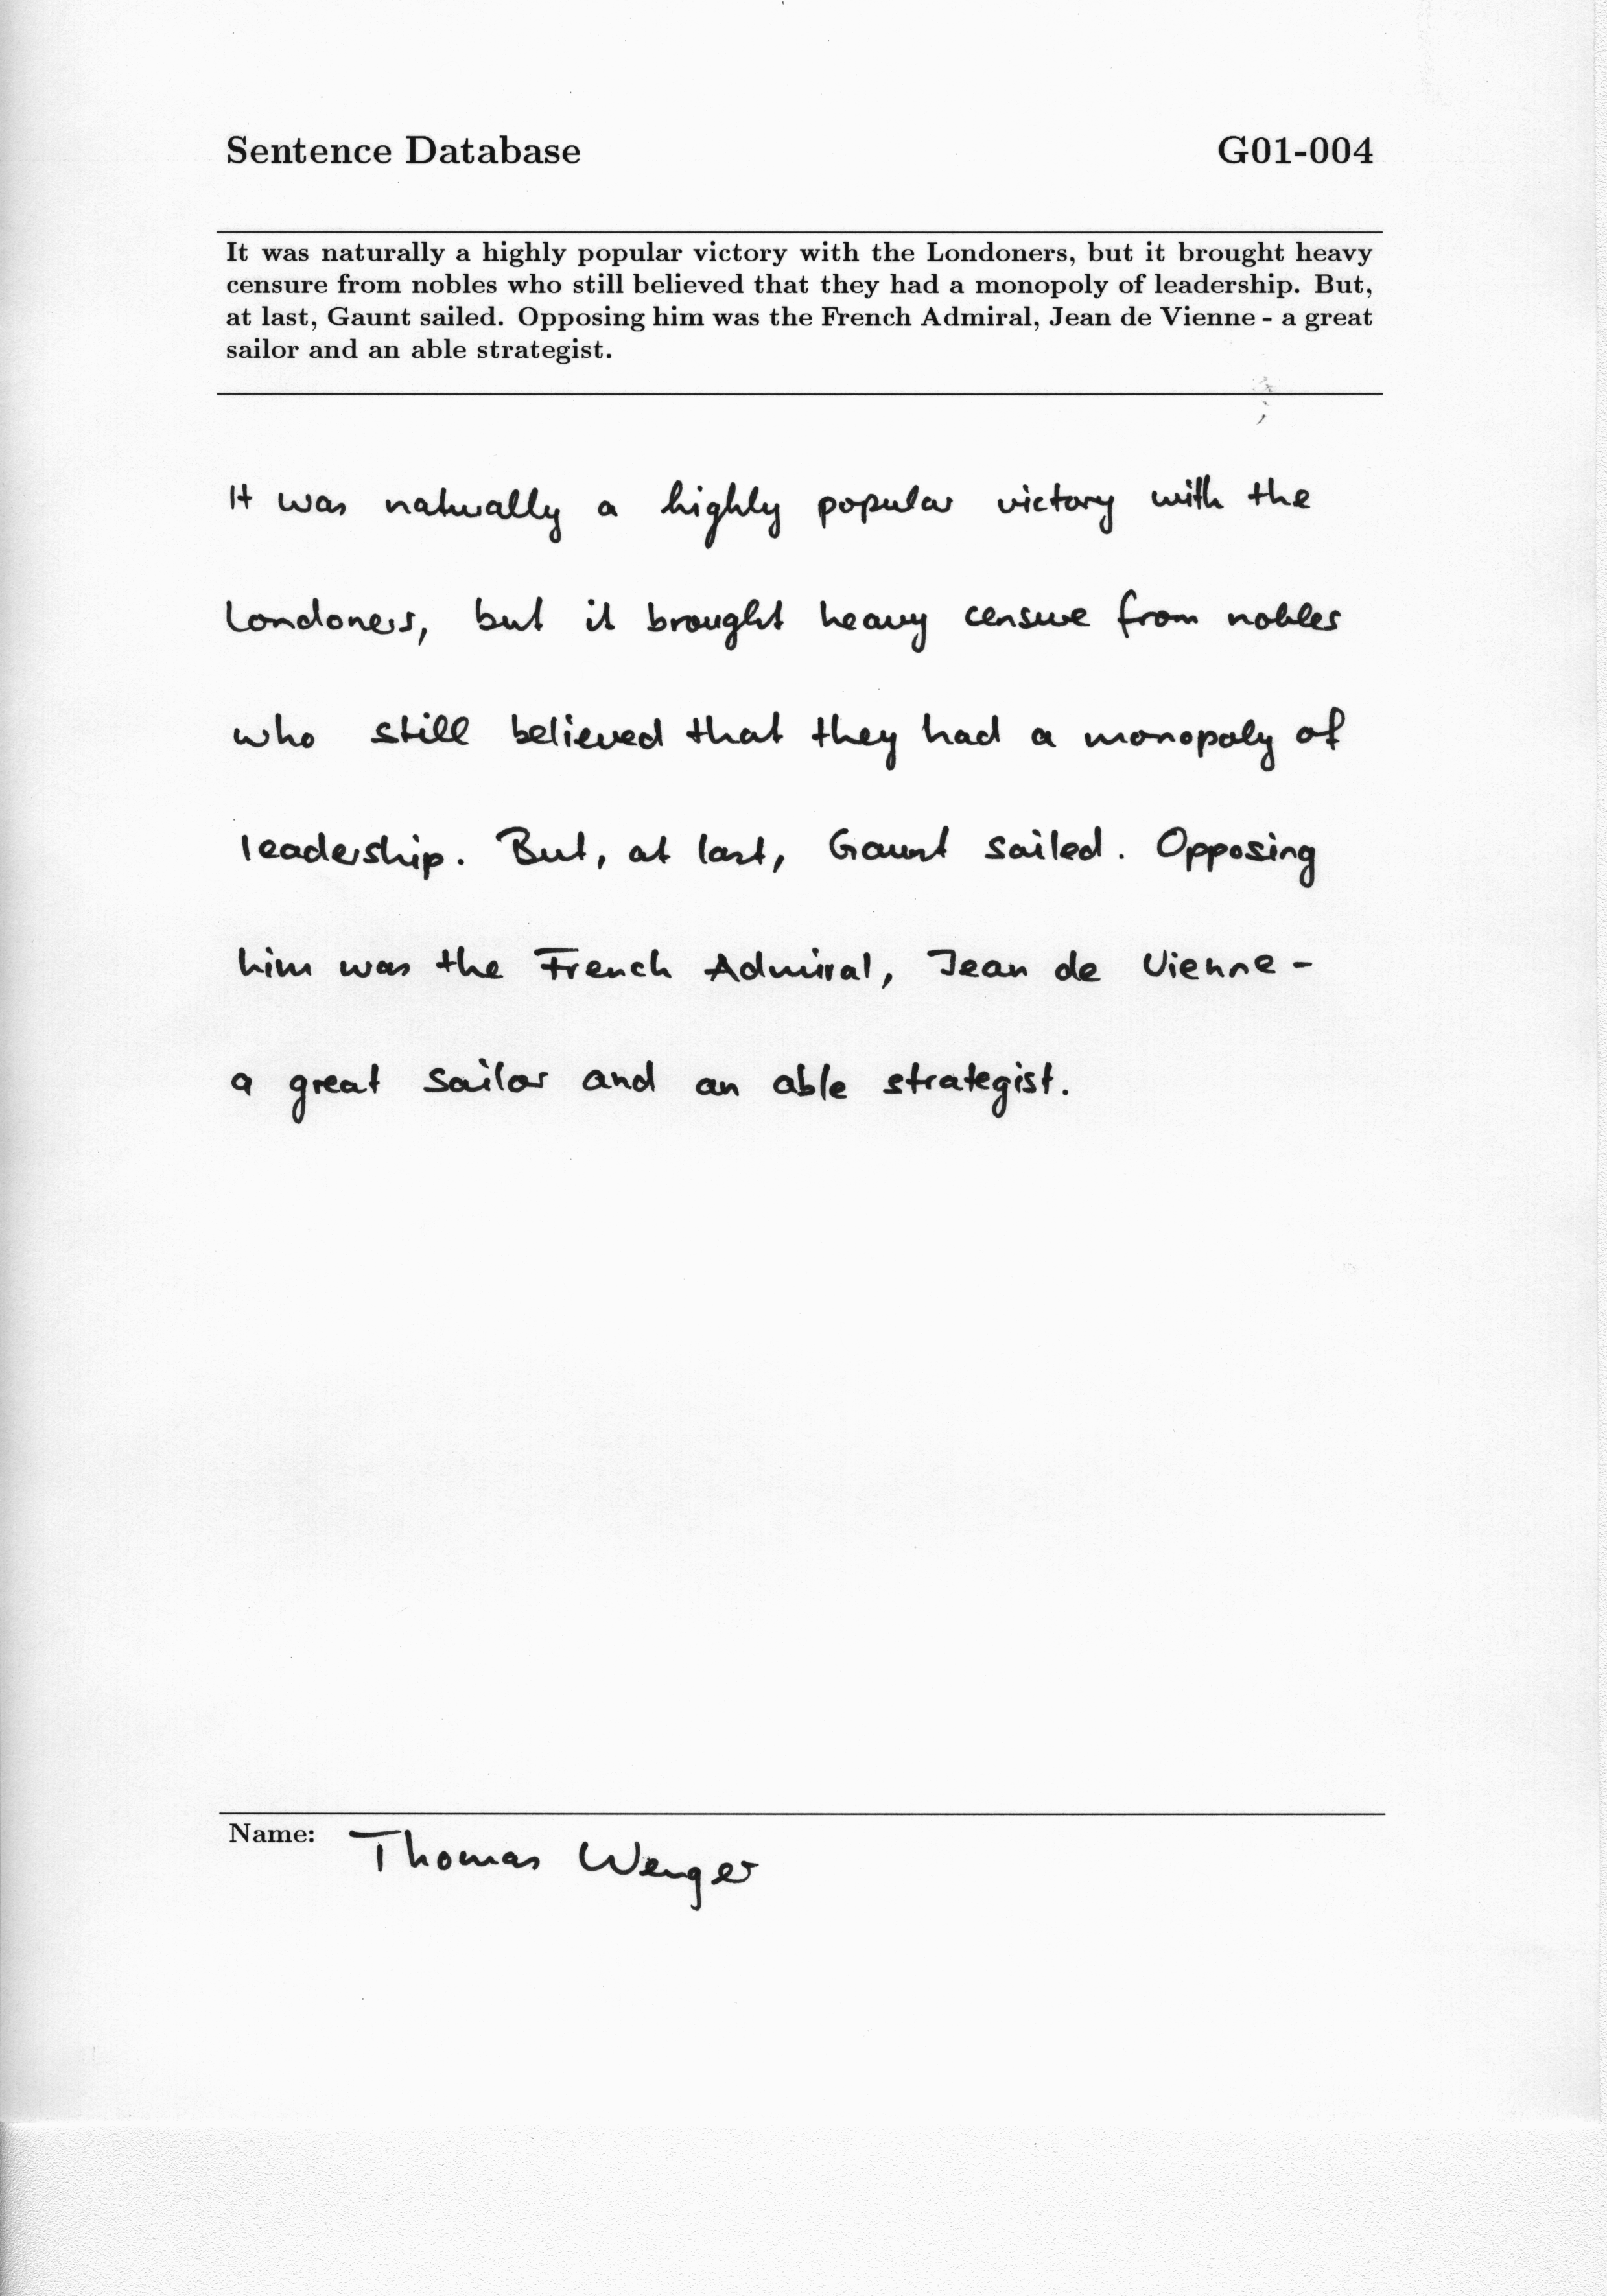 Sentence Database G01-004
It was naturally a highly popular victory with the Londoners, but it brought heavy
censure from nobles who still believed that they had a monopoly of leadership. But,
at last, Gaunt sailed. Opposing him was the French Admiral, Jean de Vienne - a great
sailor and an able strategist.
It was naturally a highly popular victory with the
Londoners, but it brought heavy censure from nobles
who still believed that they had a monopoly of
leadership. But, at last, Gaunt sailed. Opposing
him was the French Admiral, Jean de Vienne -
a great sailor and an able strategist.
Name: Thomas Wenger